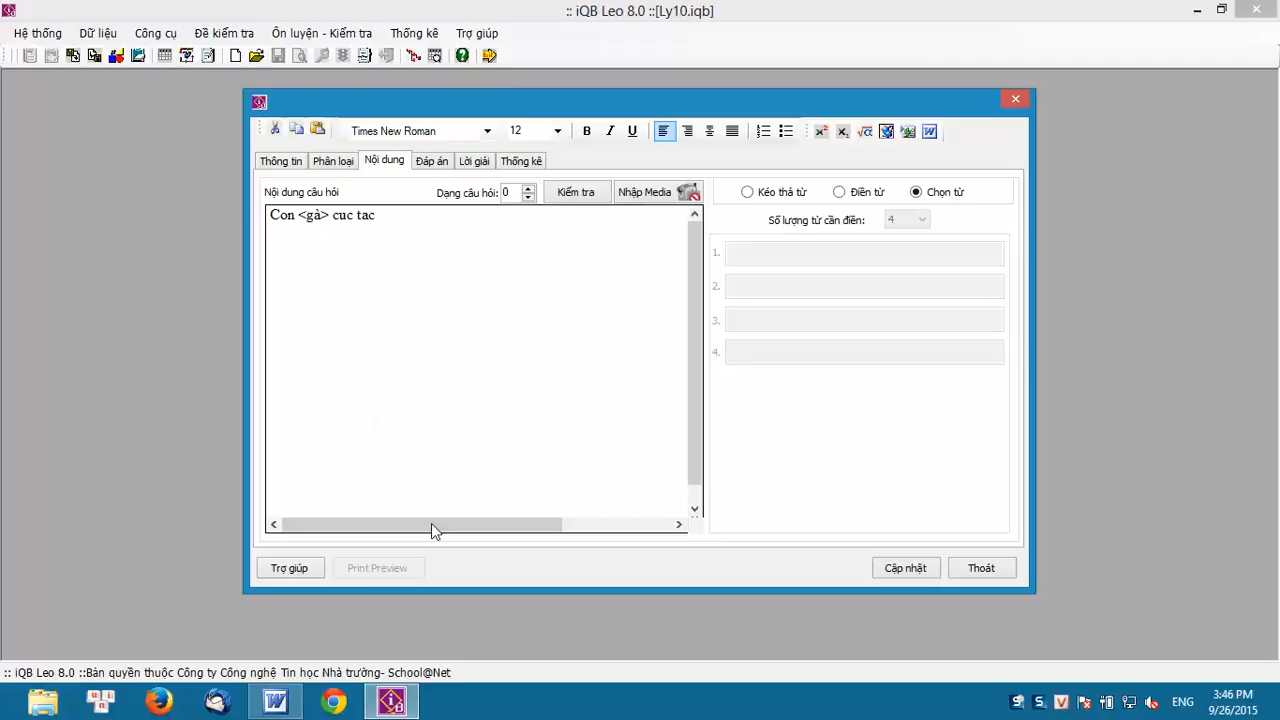 :: iQB Leo 8.0 ::[Ly10.iqb]
Hệ thống Dữ liệu Công cụ Đề kiểm tra Ôn luyện - Kiểm tra Thống kê Trợ giúp
Times New Roman 12 B I U
Thông tin Phân loại Nội dung Đáp án Lời giải Thống kê
Nội dung câu hỏi Dạng câu hỏi: 0 Kiểm tra Nhập Media Kéo thả từ Điền từ Chọn từ
Con <gà> cuc tac
Số lượng từ cần điền: 4
1.
2.
3.
4.
Trợ giúp Print Preview Cập nhật Thoát
:: iQB Leo 8.0 ::Bản quyền thuộc Công ty Công nghệ Tin học Nhà trường- School@Net
ENG 3:46 PM
9/26/2015